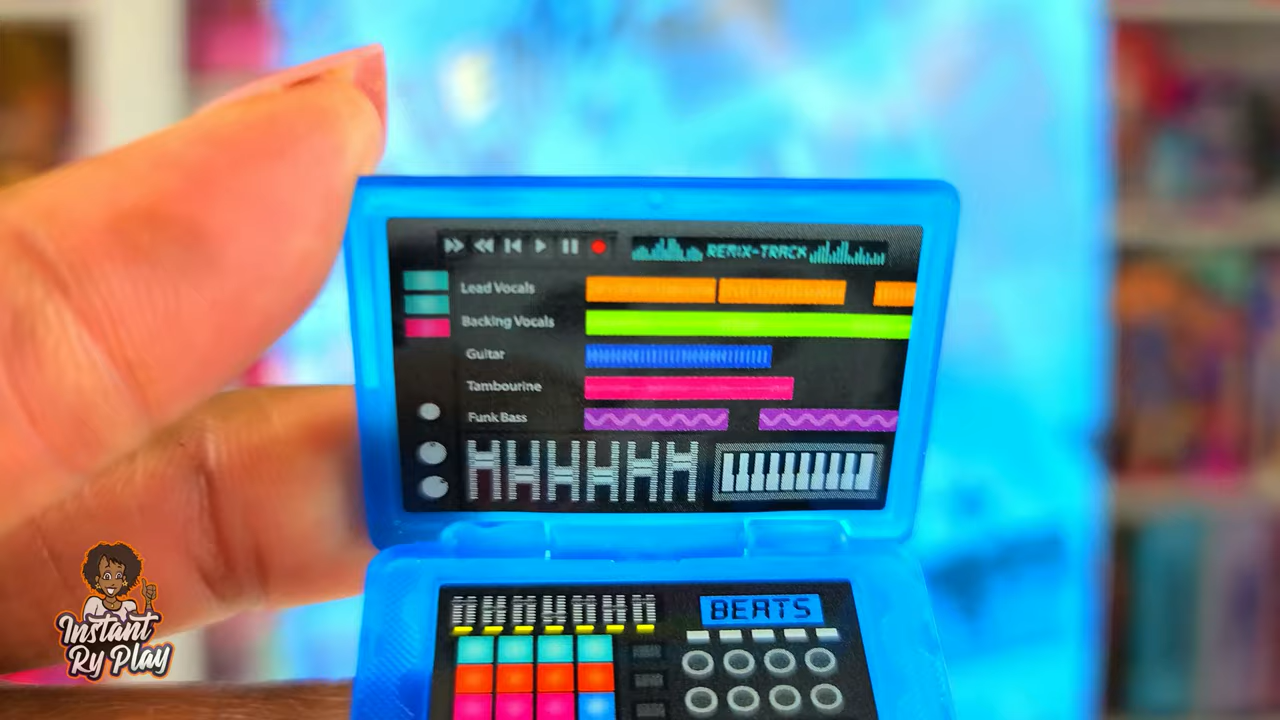 REMIX-TRACK
Lead Vocals
Backing Vocals
Guitar
Tambourine
Funk Bass
BEATS
Instant
Ry Play